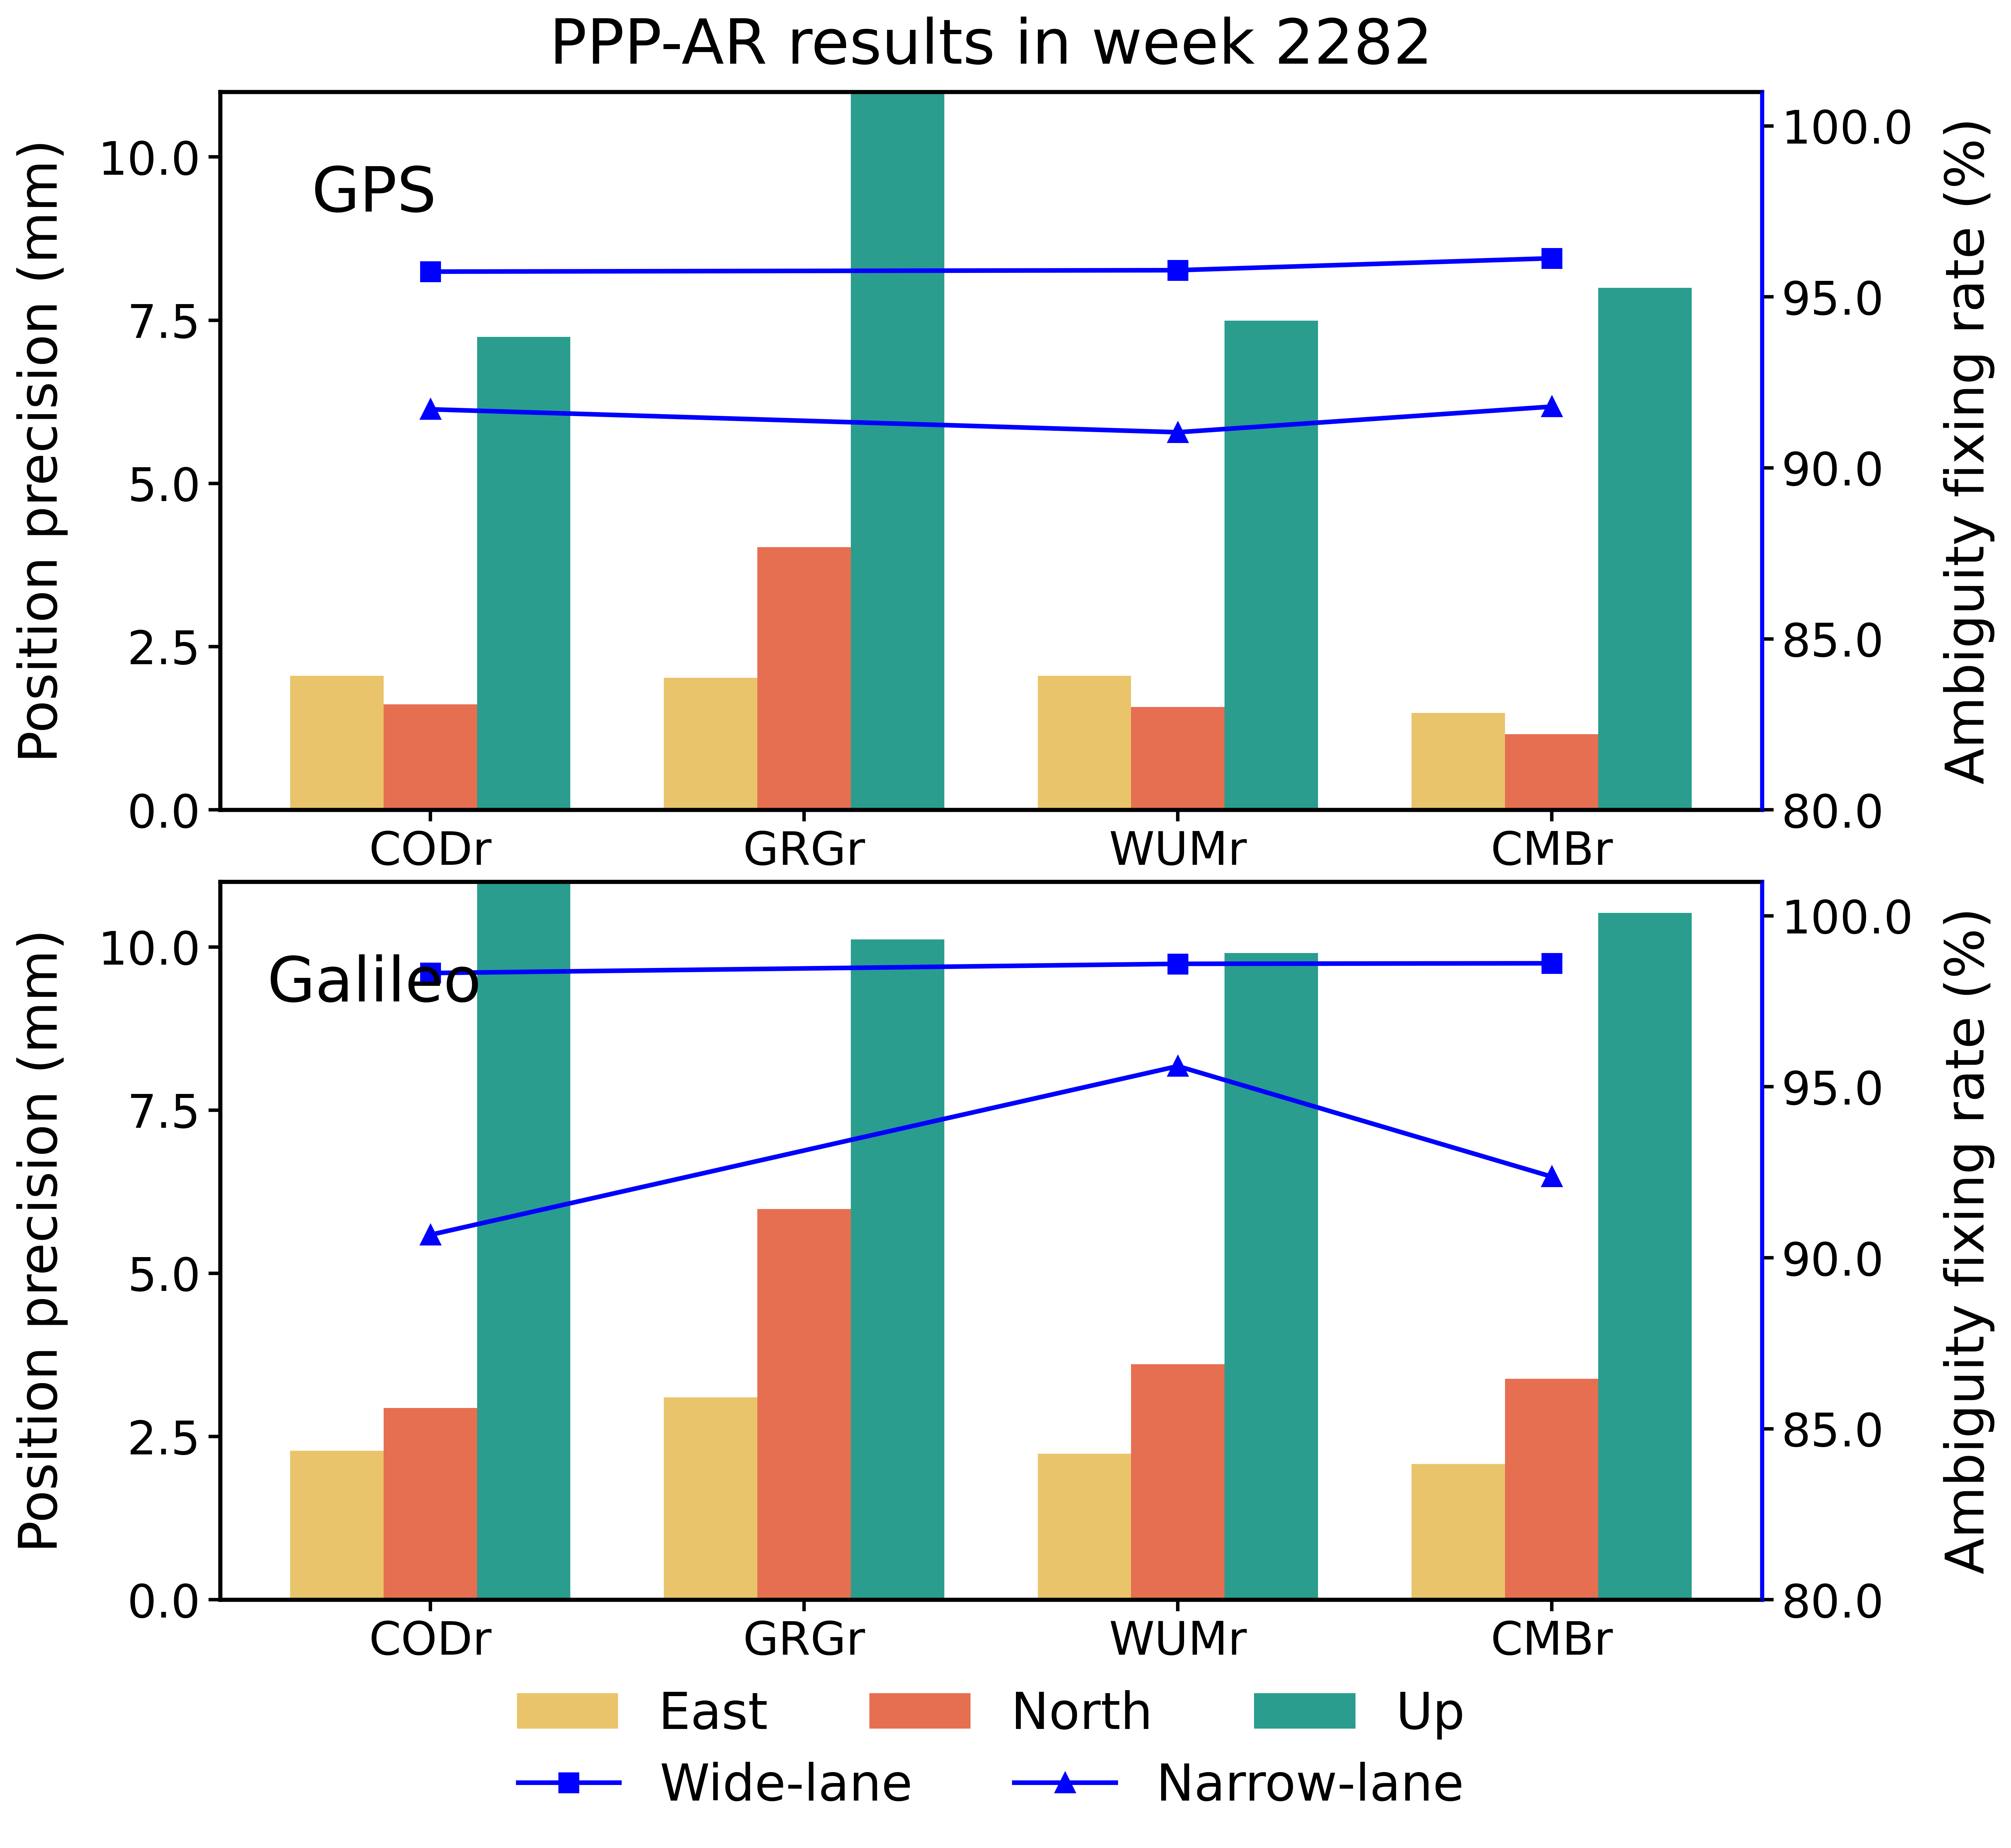 PPP-AR results in week 2282
Position precision (mm)
10.0
7.5
5.0
2.5
0.0
GPS
100.0
95.0
90.0
85.0
80.0
Ambiguity fixing rate (%)
CODr GRGr WUMr CMBr
Position precision (mm)
10.0
7.5
5.0
2.5
0.0
Galileo
100.0
95.0
90.0
85.0
80.0
Ambiguity fixing rate (%)
CODr GRGr WUMr CMBr
East North Up
Wide-lane Narrow-lane